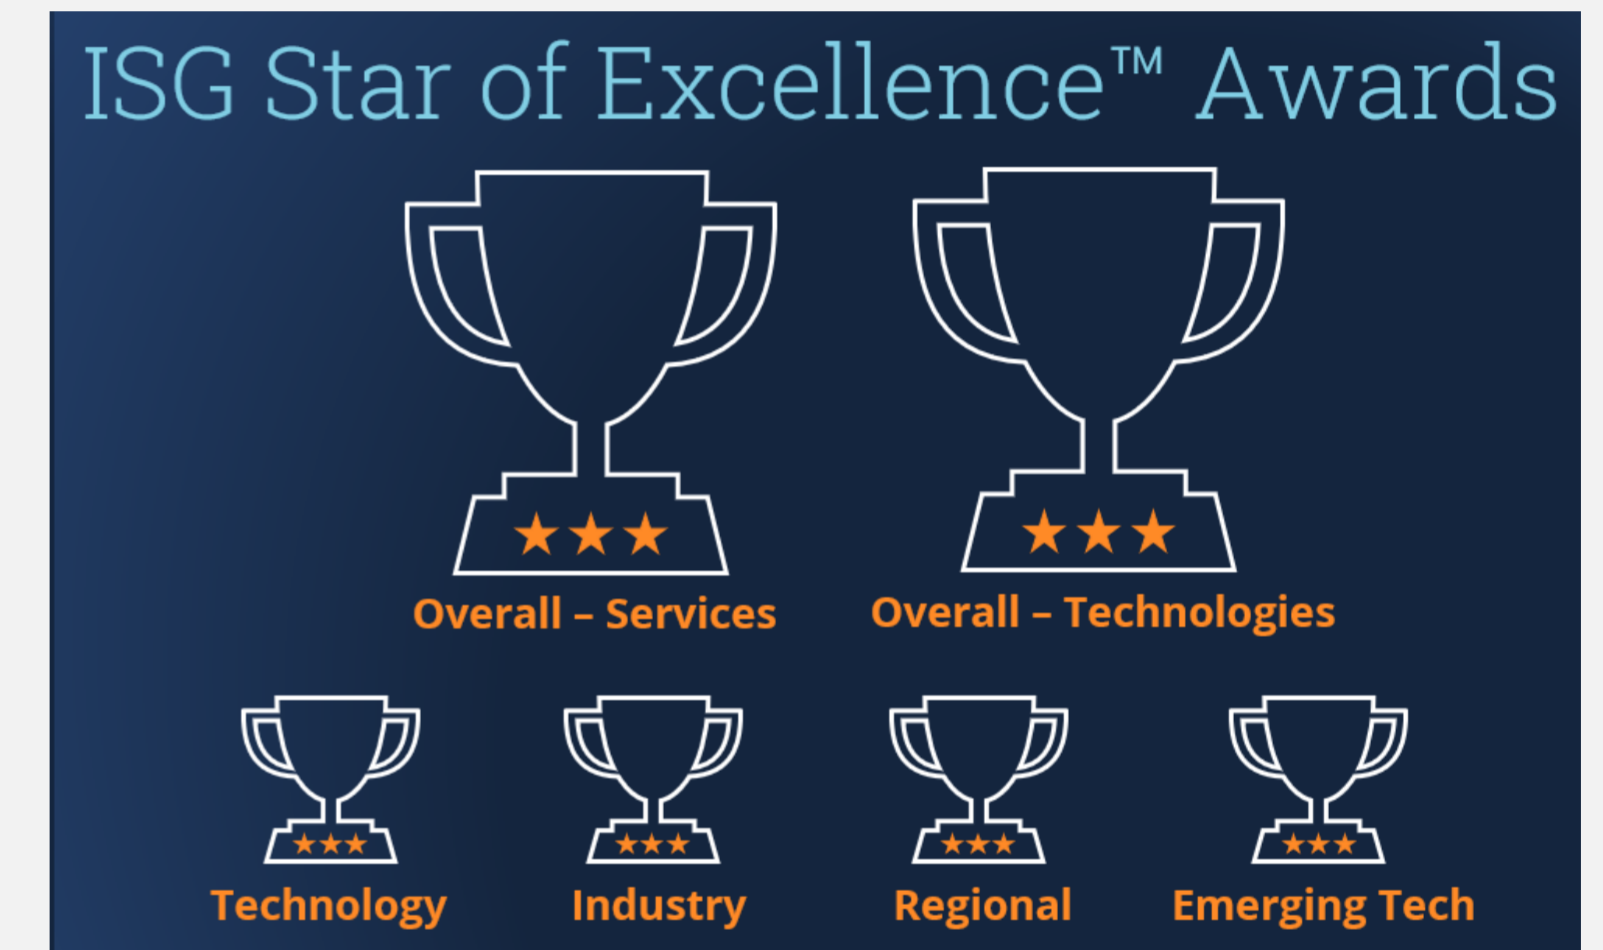 ISG Star of Excellence™ Awards
Overall – Services
Overall – Technologies
Technology
Industry
Regional
Emerging Tech